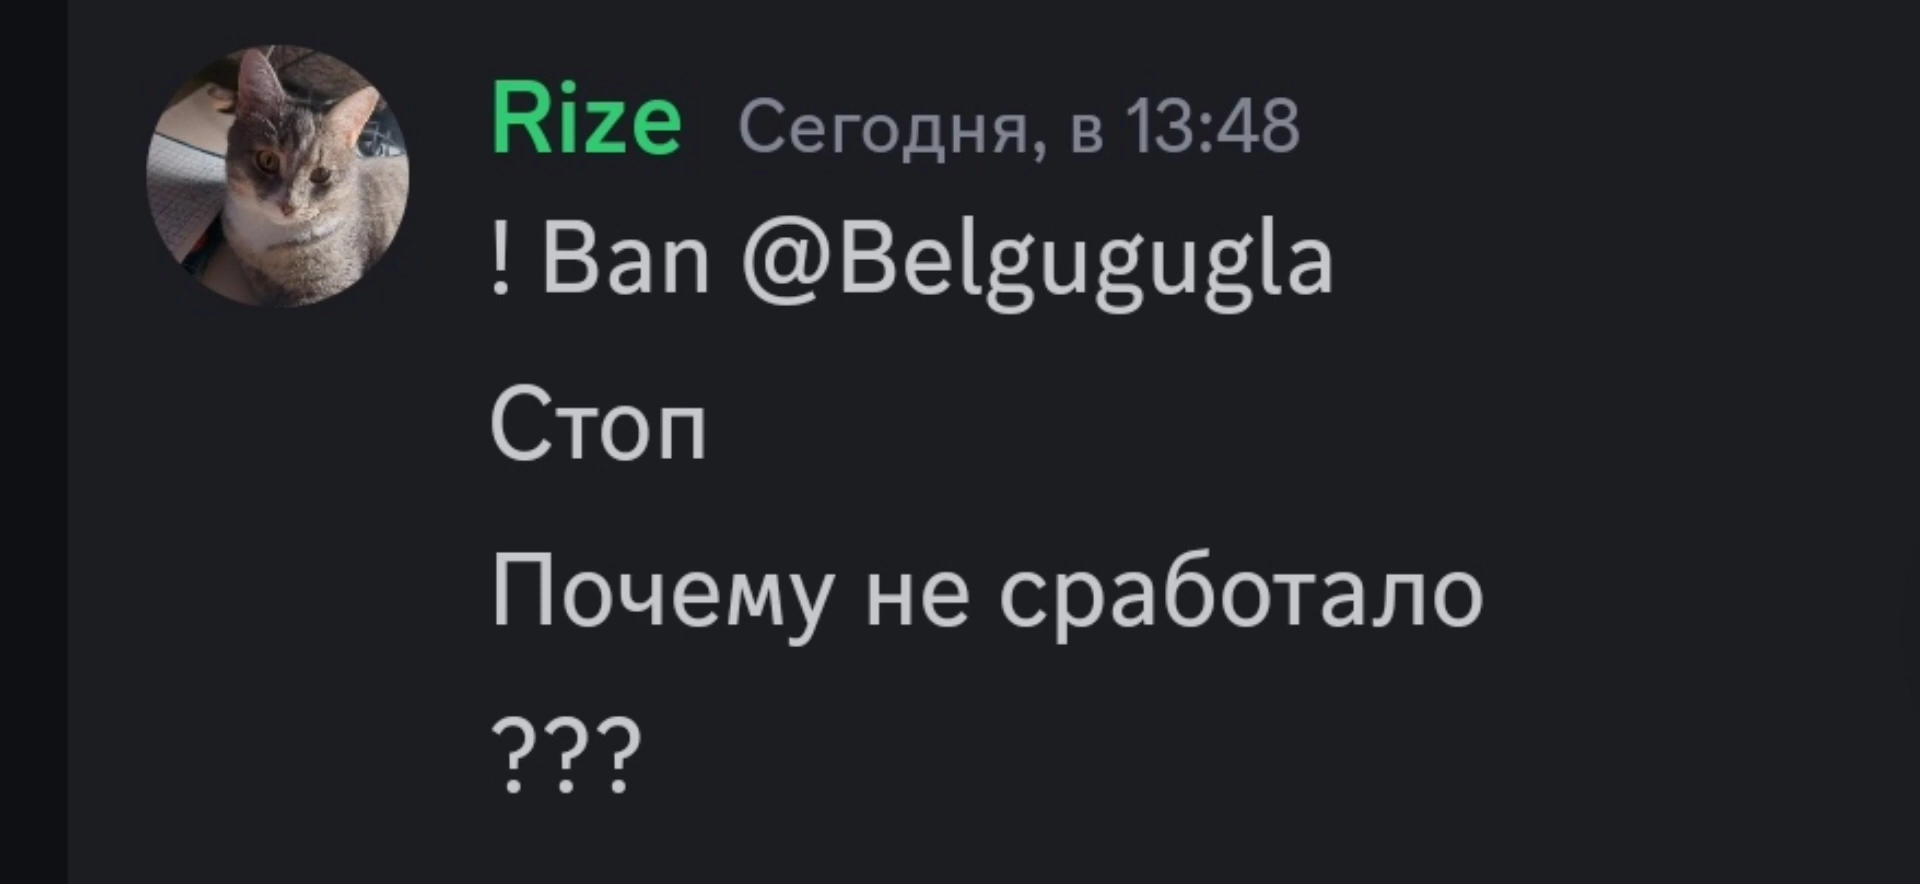 Rize Сегодня, в 13:48
! Ban @Belgugugla
Стоп
Почему не сработало
???